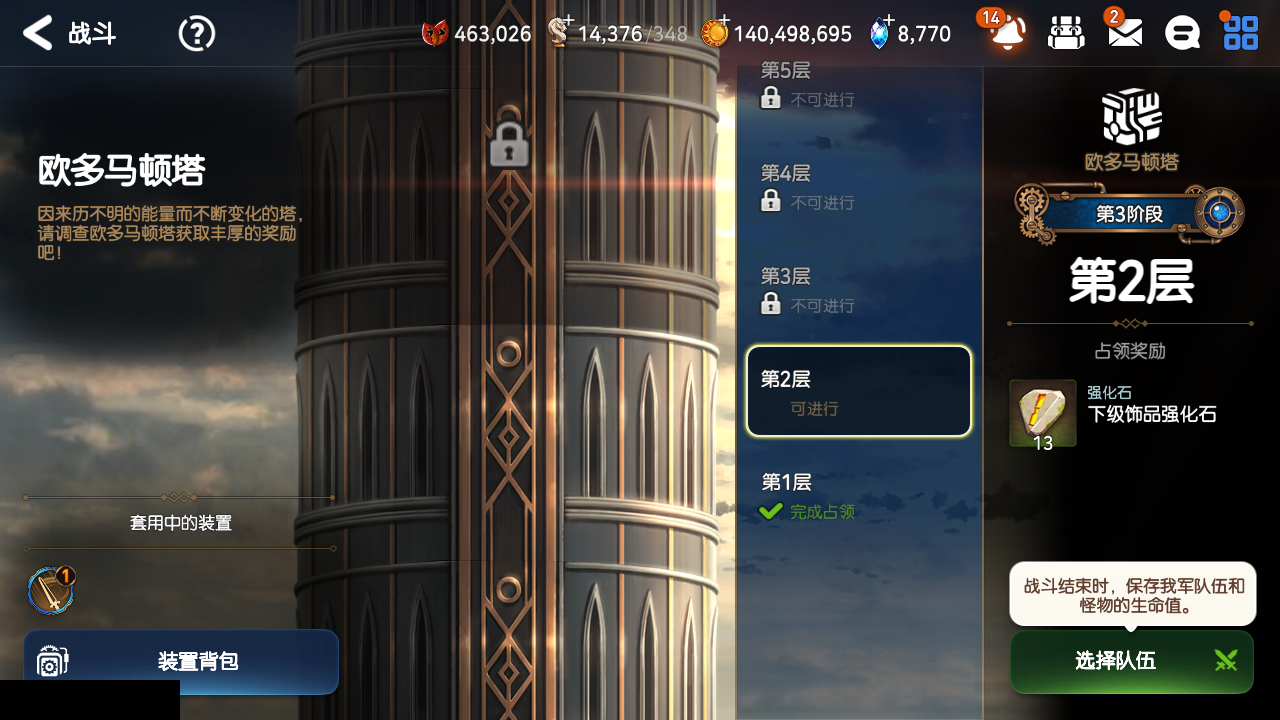 战斗
?
463,026
14,376/348
140,498,695
8,770
14
2
欧多马顿塔
因来历不明的能量而不断变化的塔，
请调查欧多马顿塔获取丰厚的奖励
吧！
套用中的装置
1
装置背包
第5层
不可进行
第4层
不可进行
第3层
不可进行
第2层
可进行
第1层
完成占领
欧多马顿塔
第3阶段
第2层
占领奖励
强化石
下级饰品强化石
13
战斗结束时，保存我军队伍和
怪物的生命值。
选择队伍